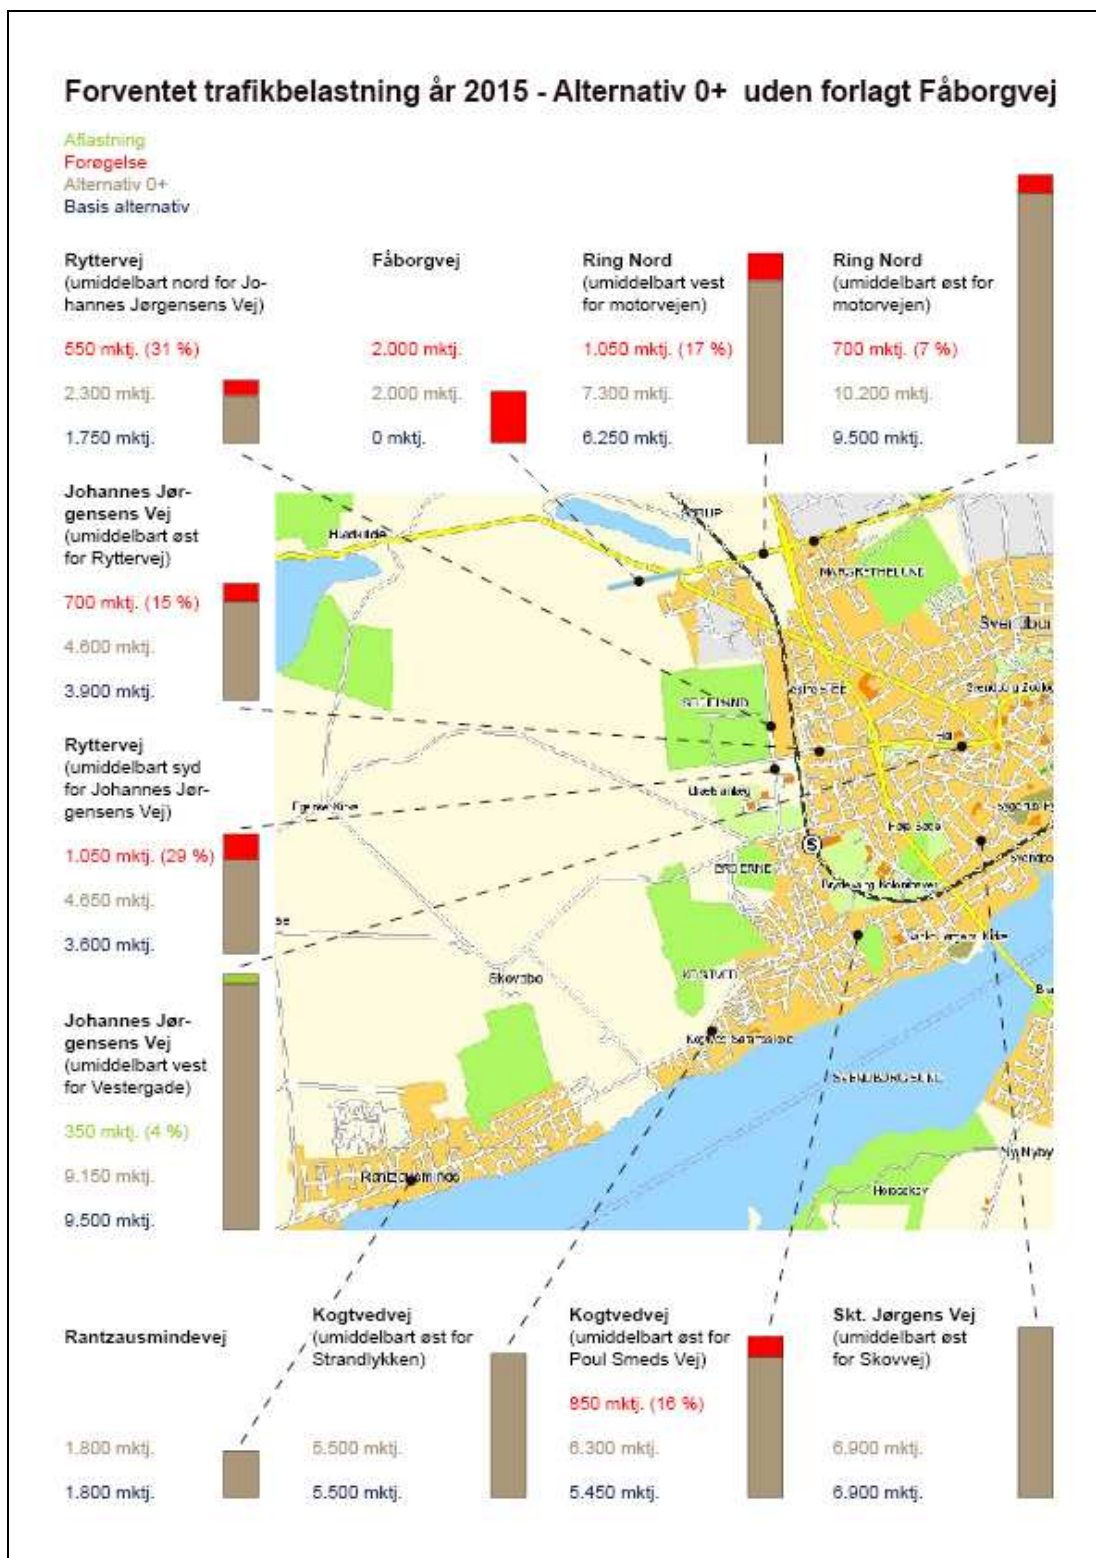 Forventet trafikbelastning år 2015 - Alternativ 0+ uden forlagt Fåborgvej
Aflastning
Forøgelse
Alternativ 0+
Basis alternativ
Ryttervej
(umiddelbart nord for Jo-
hannes Jørgensens Vej)
550 mktj. (31 %)
2.300 mktj.
1.750 mktj.
Fåborgvej
2.000 mktj.
2.000 mktj.
0 mktj.
Ring Nord
(umiddelbart vest
for motorvejen)
1.050 mktj. (17 %)
7.300 mktj.
6.250 mktj.
Ring Nord
(umiddelbart øst for
motorvejen)
700 mktj. (7 %)
10.200 mktj.
9.500 mktj.
Johannes Jør-
gensens Vej
(umiddelbart øst
for Ryttervej)
700 mktj. (15 %)
4.600 mktj.
3.900 mktj.
Ryttervej
(umiddelbart syd
for Johannes Jør-
gensens Vej)
1.050 mktj. (29 %)
4.650 mktj.
3.600 mktj.
Johannes Jør-
gensens Vej
(umiddelbart vest
for Vestergade)
350 mktj. (4 %)
9.150 mktj.
9.500 mktj.
MARGRETHELUND
Svendbor
S
Skovsbo
KOGTVED
SVENDBORGSUND
Rantzausminde
Rantzausmindevej
1.800 mktj.
1.800 mktj.
Kogtvedvej
(umiddelbart øst for
Strandlykken)
5.500 mktj.
5.500 mktj.
Kogtvedvej
(umiddelbart øst for
Poul Smeds Vej)
850 mktj. (16 %)
6.300 mktj.
5.450 mktj.
Skt. Jørgens Vej
(umiddelbart øst
for Skovvej)
6.900 mktj.
6.900 mktj.